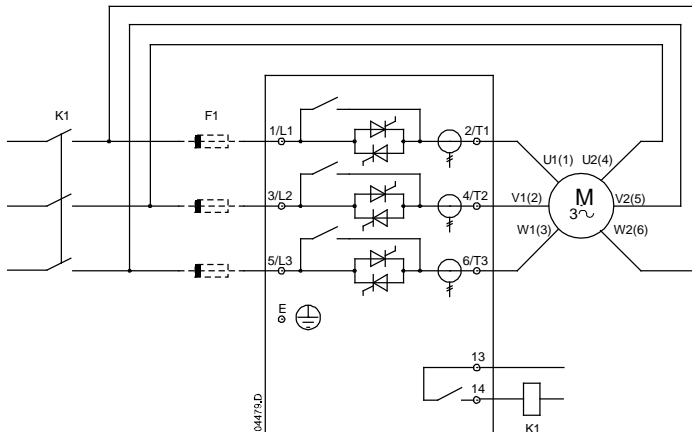 K1
F1
1/L1
2/T1
U1(1)
U2(4)
3/L2
4/T2
V1(2)
M
3~
V2(5)
W1(3)
W2(6)
5/L3
6/T3
E
13
14
K1
04479.D